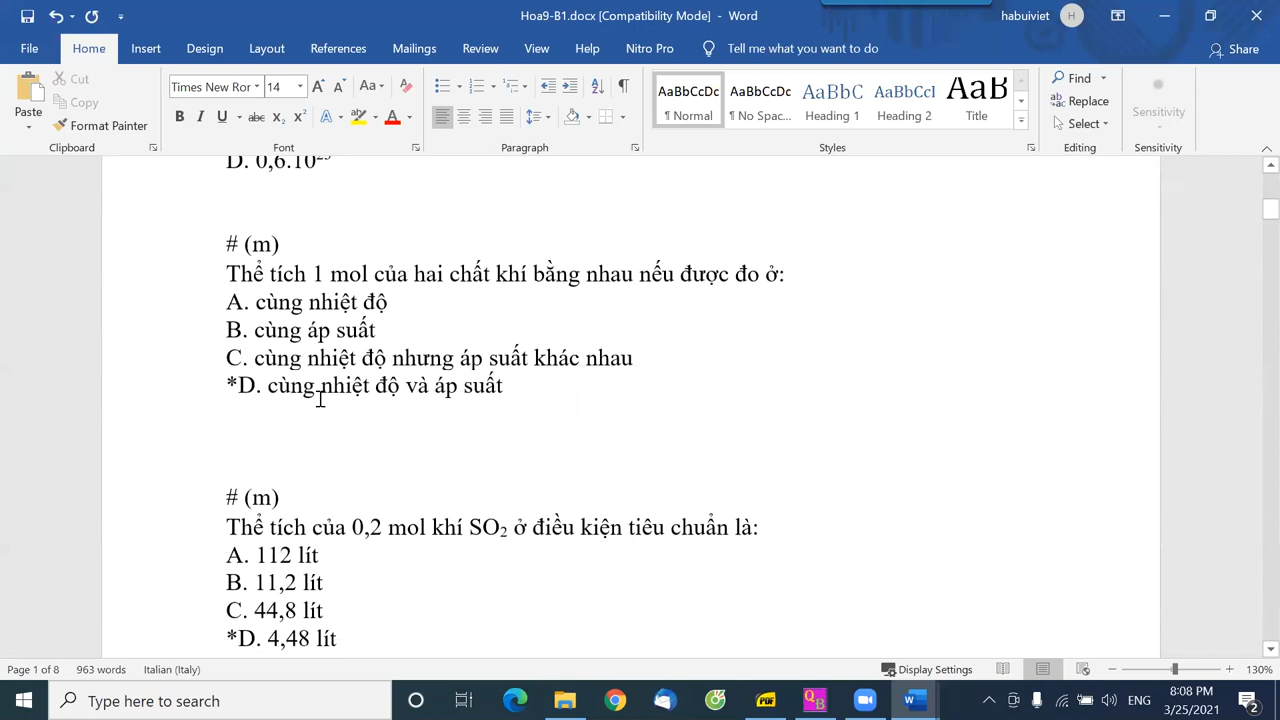 Hoa9-B1.docx [Compatibility Mode] - Word
habuiviet
H
File Home Insert Design Layout References Mailings Review View Help Nitro Pro Tell me what you want to do Share
Paste
Cut
Copy
Format Painter
Times New Ror 14
AaBbCcDc AaBbCcDc AaBbC AaBbCcI AaB
¶ Normal ¶ No Spac... Heading 1 Heading 2 Title
Find
Replace
Select
Sensitivity
Clipboard Font Paragraph Styles Editing Sensitivity
D. 0,6.10²³
# (m)
Thể tích 1 mol của hai chất khí bằng nhau nếu được đo ở:
A. cùng nhiệt độ
B. cùng áp suất
C. cùng nhiệt độ nhưng áp suất khác nhau
*D. cùng nhiệt độ và áp suất
# (m)
Thể tích của 0,2 mol khí SO₂ ở điều kiện tiêu chuẩn là:
A. 112 lít
B. 11,2 lít
C. 44,8 lít
*D. 4,48 lít
Page 1 of 8 963 words Italian (Italy) Display Settings 130%
Type here to search
ENG
8:08 PM
3/25/2021
2